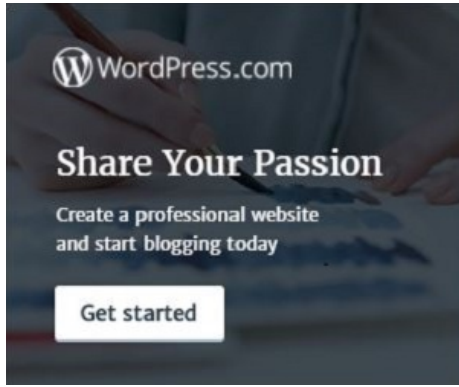 WordPress.com
Share Your Passion
Create a professional website
and start blogging today
Get started